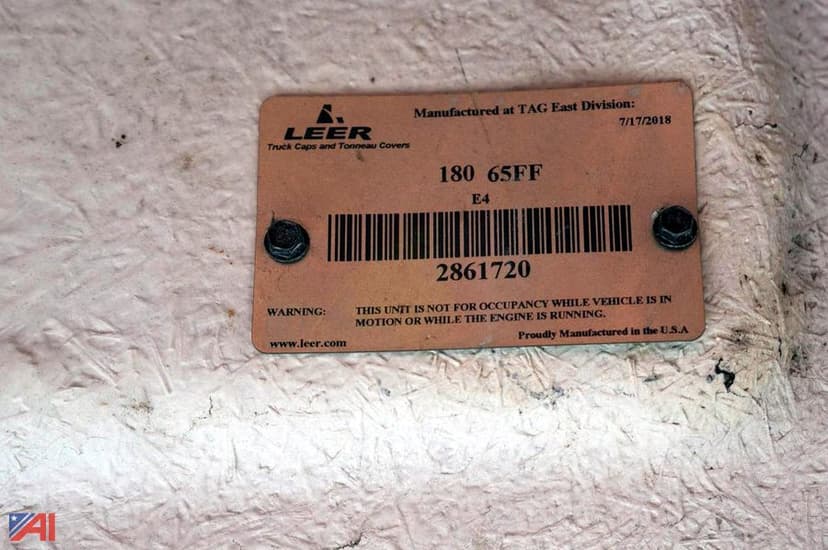 LEER
Truck Caps and Tonneau Covers
Manufactured at TAG East Division:
7/17/2018
180 65FF
E4
2861720
WARNING: THIS UNIT IS NOT FOR OCCUPANCY WHILE VEHICLE IS IN
MOTION OR WHILE THE ENGINE IS RUNNING.
www.leer.com
Proudly Manufactured in the U.S.A
AI